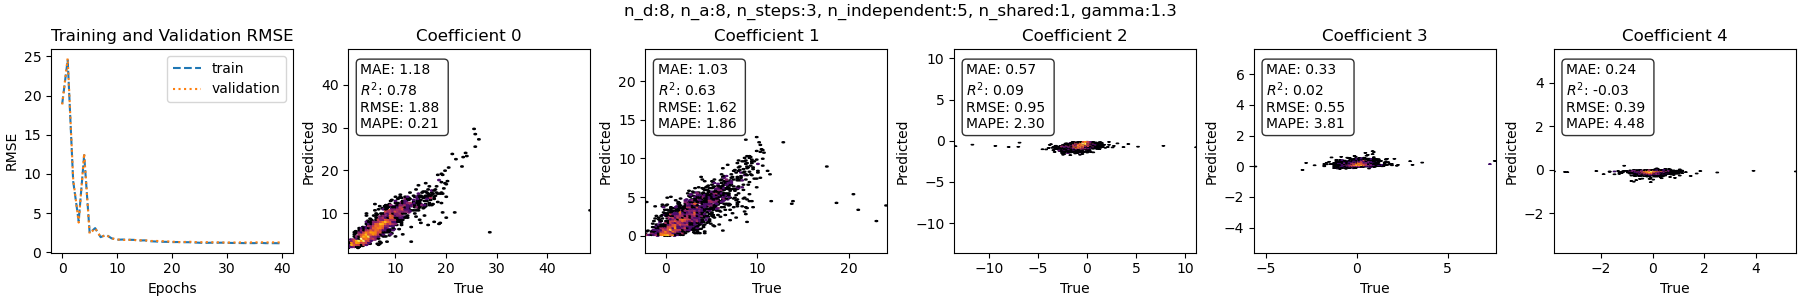 n_d:8, n_a:8, n_steps:3, n_independent:5, n_shared:1, gamma:1.3
Training and Validation RMSE
25
20
15
10
5
0
RMSE
train
validation
0 10 20 30 40
Epochs
Coefficient 0
MAE: 1.18
R²: 0.78
RMSE: 1.88
MAPE: 0.21
40
30
20
10
Predicted
10 20 30 40
True
Coefficient 1
MAE: 1.03
R²: 0.63
RMSE: 1.62
MAPE: 1.86
20
15
10
5
0
Predicted
0 10 20
True
Coefficient 2
MAE: 0.57
R²: 0.09
RMSE: 0.95
MAPE: 2.30
10
5
0
−5
−10
Predicted
−10 −5 0 5 10
True
Coefficient 3
MAE: 0.33
R²: 0.02
RMSE: 0.55
MAPE: 3.81
6
4
2
0
−2
−4
Predicted
−5 0 5
True
Coefficient 4
MAE: 0.24
R²: -0.03
RMSE: 0.39
MAPE: 4.48
4
2
0
−2
Predicted
−2 0 2 4
True